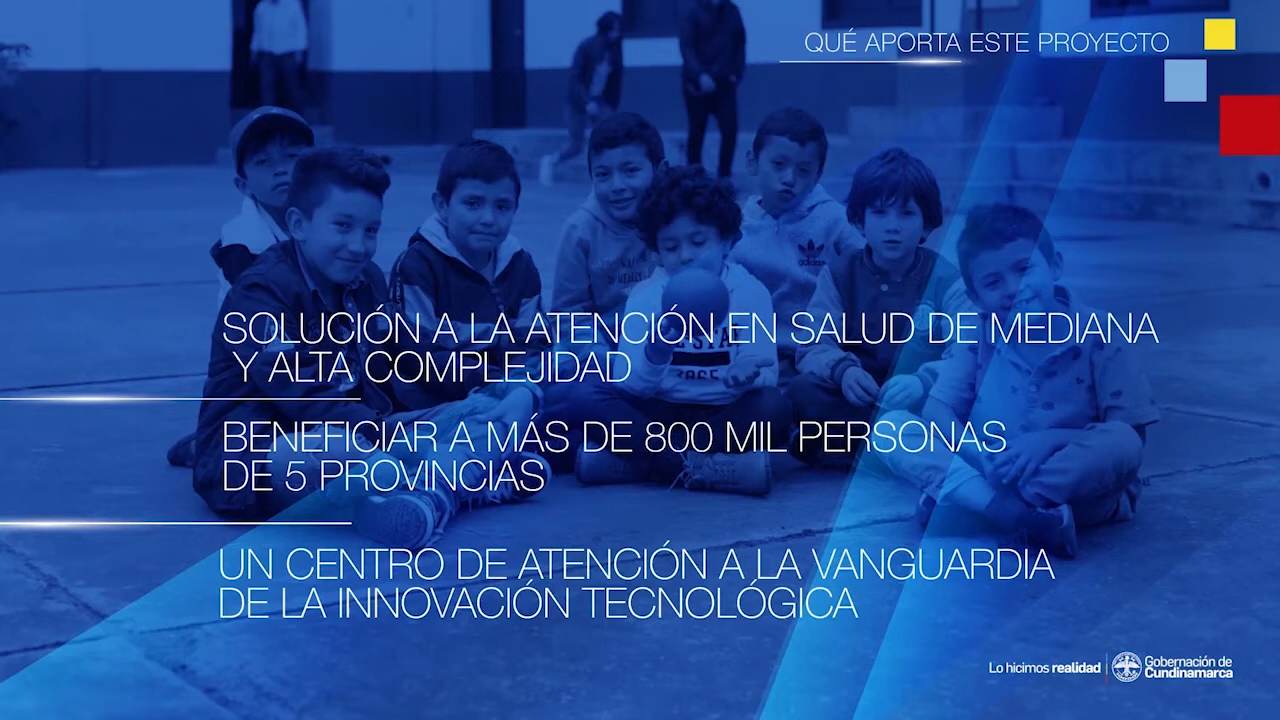 QUÉ APORTA ESTE PROYECTO
adidas
SOLUCIÓN A LA ATENCIÓN EN SALUD DE MEDIANA
Y ALTA COMPLEJIDAD
BENEFICIAR A MÁS DE 800 MIL PERSONAS
DE 5 PROVINCIAS
UN CENTRO DE ATENCIÓN A LA VANGUARDIA
DE LA INNOVACIÓN TECNOLÓGICA
Lo hicimos realidad
Gobernación de
Cundinamarca